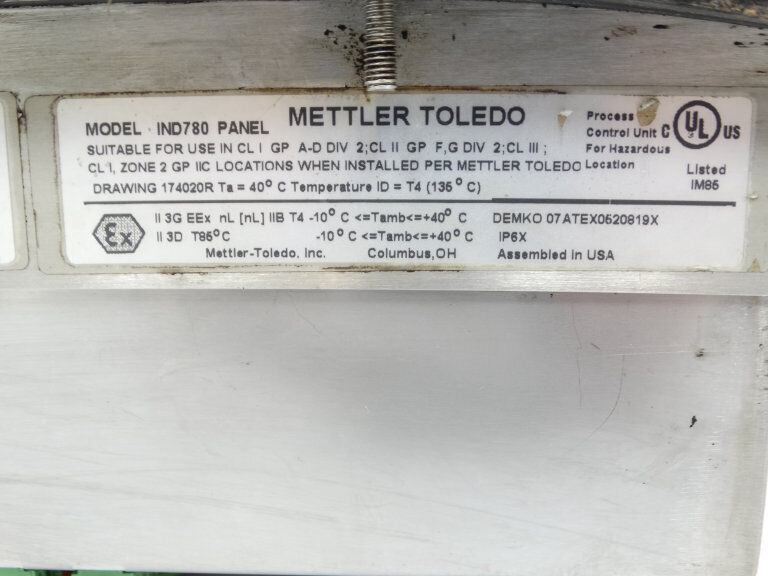 METTLER TOLEDO
MODEL IND780 PANEL
SUITABLE FOR USE IN CL I GP A-D DIV 2;CL II GP F,G DIV 2;CL III ;
CL I, ZONE 2 GP IIC LOCATIONS WHEN INSTALLED PER METTLER TOLEDO
DRAWING 174020R Ta = 40° C Temperature ID = T4 (135° C)
Process
Control Unit
For Hazardous
Location
C UL US
Listed
IM85
Ex
II 3G EEx nL [nL] IIB T4 -10° C <=Tamb<=+40° C DEMKO 07ATEX0520819X
II 3D T85°C -10° C <=Tamb<=+40° C IP6X
Mettler-Toledo, Inc. Columbus,OH Assembled in USA